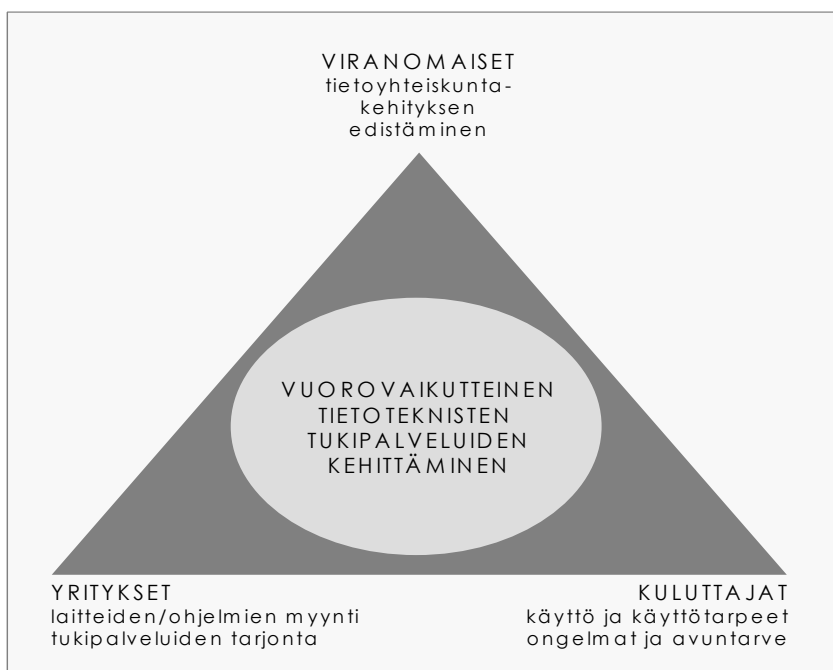 VIRANOMAISET
tietoyhteiskunta-
kehityksen
edistäminen
VUOROVAIKUTTEINEN
TIETOTEKNISTEN
TUKIPALVELUIDEN
KEHITTÄMINEN
YRITYKSET
laitteiden/ohjelmien myynti
tukipalveluiden tarjonta
KULUTTAJAT
käyttö ja käyttötarpeet
ongelmat ja avuntarve